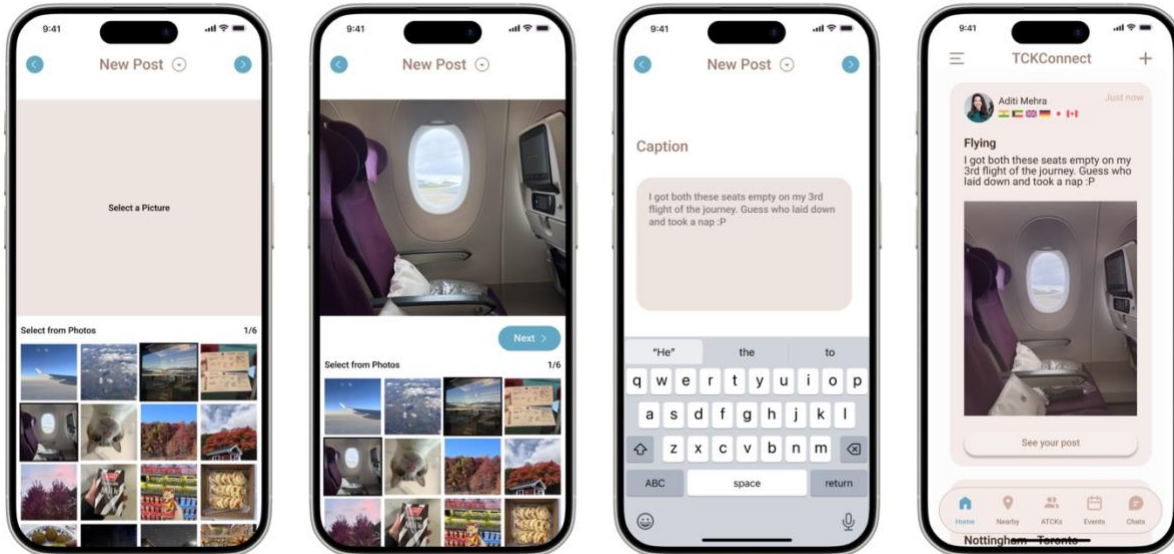 9:41
New Post
Select a Picture
Select from Photos
1/6
9:41
New Post
Next >
Select from Photos
1/6
9:41
New Post
Caption
I got both these seats empty on my 3rd
flight of the journey. Guess who laid down
and took a nap :P
"He"
the
to
q w e r t y u i o p
a s d f g h j k l
z x c v b n m
ABC
space
return
9:41
TCKConnect
Aditi Mehra
Just now
Flying
I got both these seats empty on my
3rd flight of the journey. Guess who
laid down and took a nap :P
See your post
Home
Nearby
ATCKs
Events
Chats
Nottingham Toronto